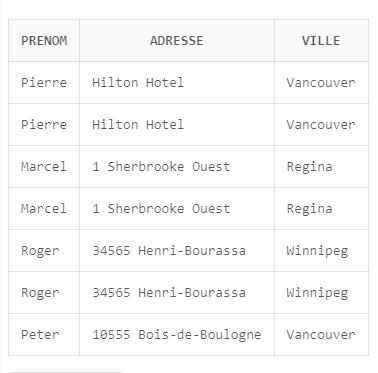 PRENOM ADRESSE VILLE
Pierre Hilton Hotel Vancouver
Pierre Hilton Hotel Vancouver
Marcel 1 Sherbrooke Ouest Regina
Marcel 1 Sherbrooke Ouest Regina
Roger 34565 Henri-Bourassa Winnipeg
Roger 34565 Henri-Bourassa Winnipeg
Peter 10555 Bois-de-Boulogne Vancouver